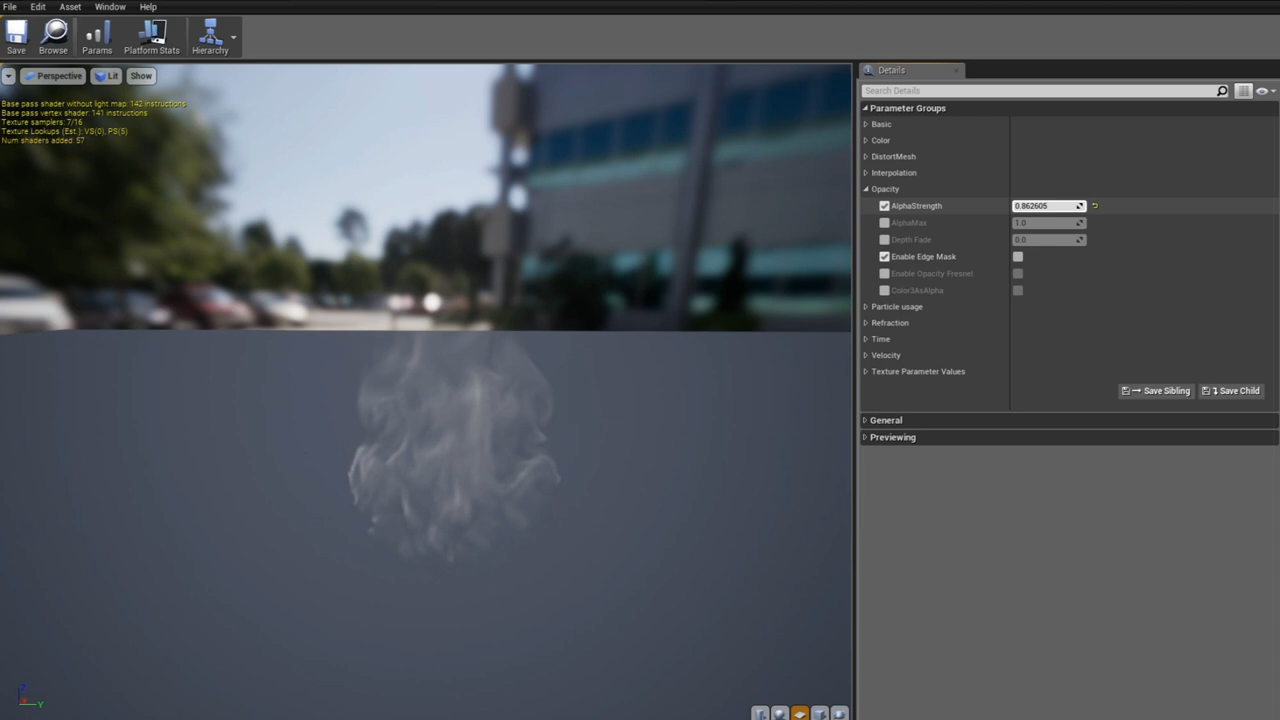 File Edit Asset Window Help
Save Browse Params Platform Stats Hierarchy
Perspective Lit Show
Base pass shader without light map: 142 instructions
Base pass vertex shader: 141 instructions
Texture samplers: 7/16
Texture Lookups (Est.): VS(0), PS(5)
Num shaders added: 57
Z
Y
Details
Search Details
Parameter Groups
Basic
Color
DistortMesh
Interpolation
Opacity
AlphaStrength 0.862605
AlphaMax 1.0
Depth Fade 0.0
Enable Edge Mask
Enable Opacity Fresnel
Color3AsAlpha
Particle usage
Refraction
Time
Velocity
Texture Parameter Values
Save Sibling Save Child
General
Previewing